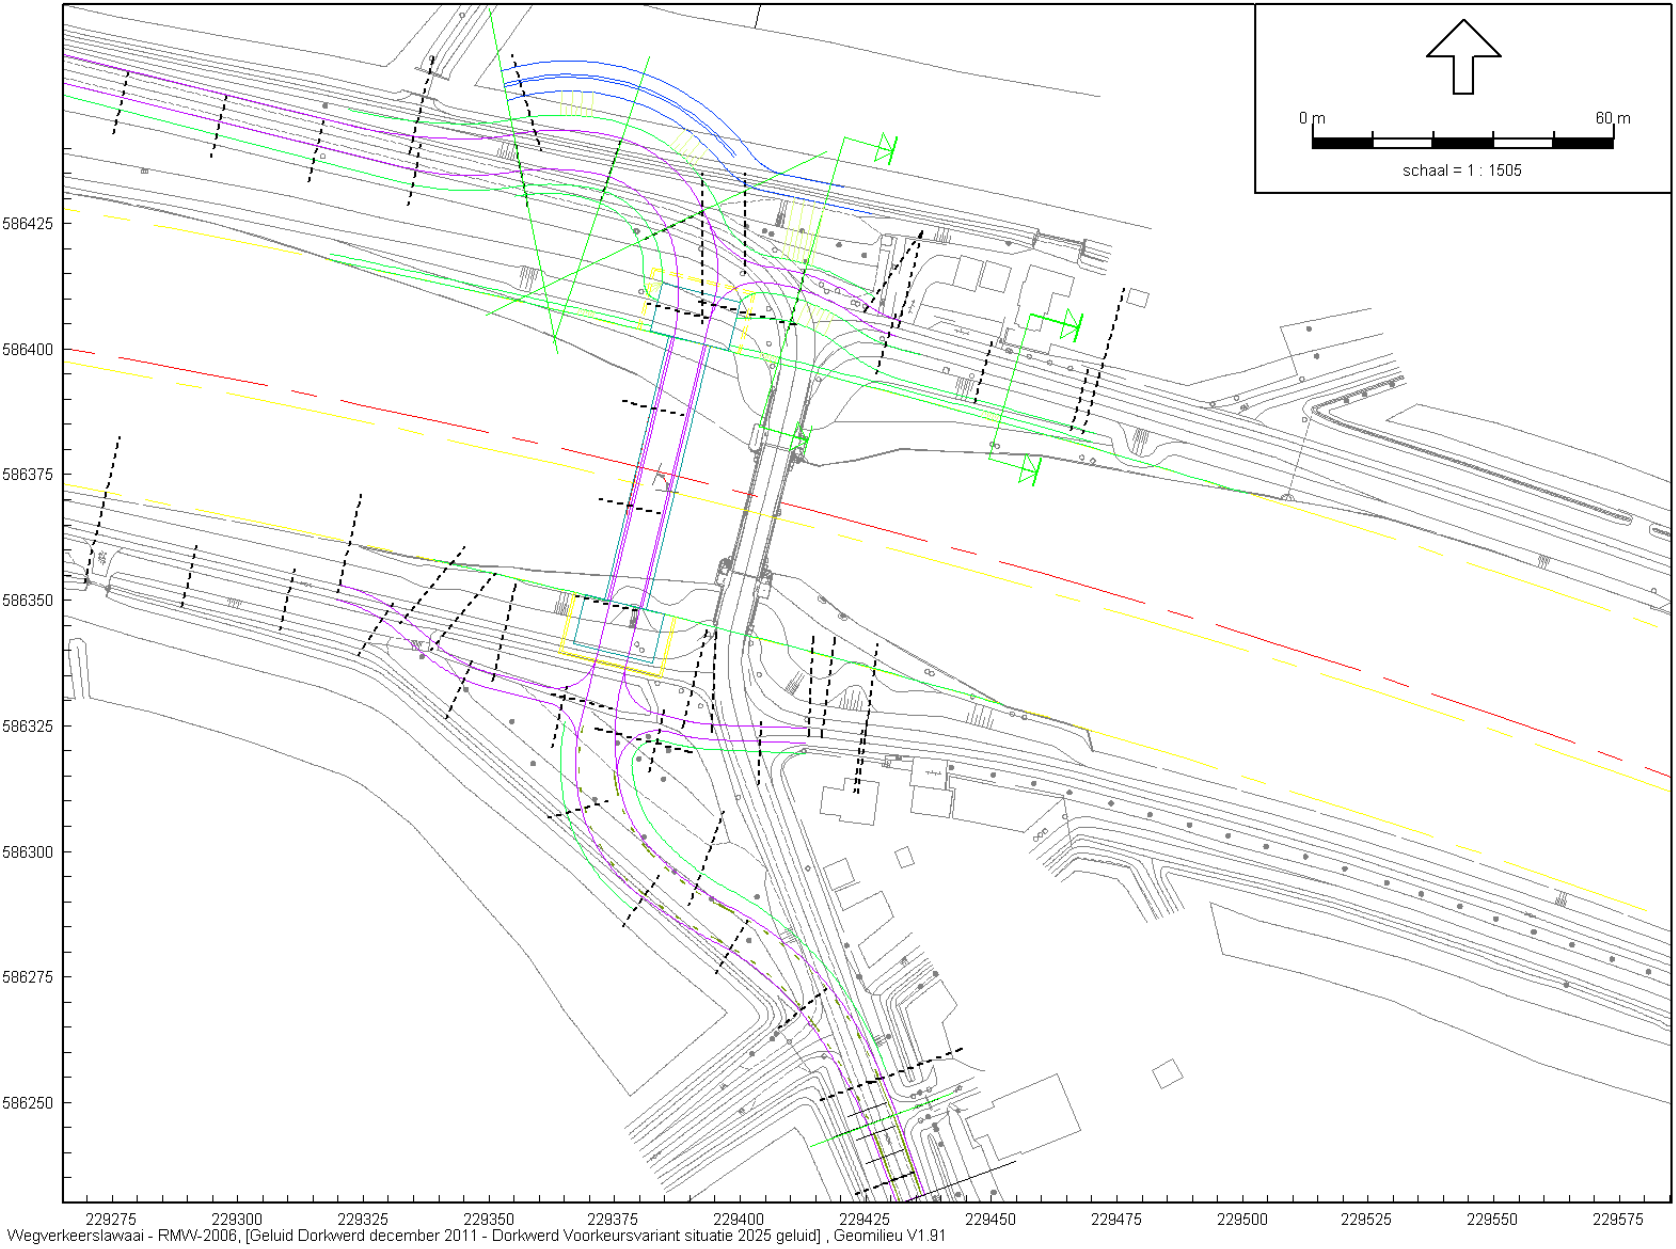 0 m 60 m
schaal = 1 : 1505
586425
586400
586375
586350
586325
586300
586275
586250
229275 229300 229325 229350 229375 229400 229425 229450 229475 229500 229525 229550 229575
Wegverkeerslawaai - RMW-2006, [Geluid Dorkwerd december 2011 - Dorkwerd Voorkeursvariant situatie 2025 geluid] , Geomilieu V1.91